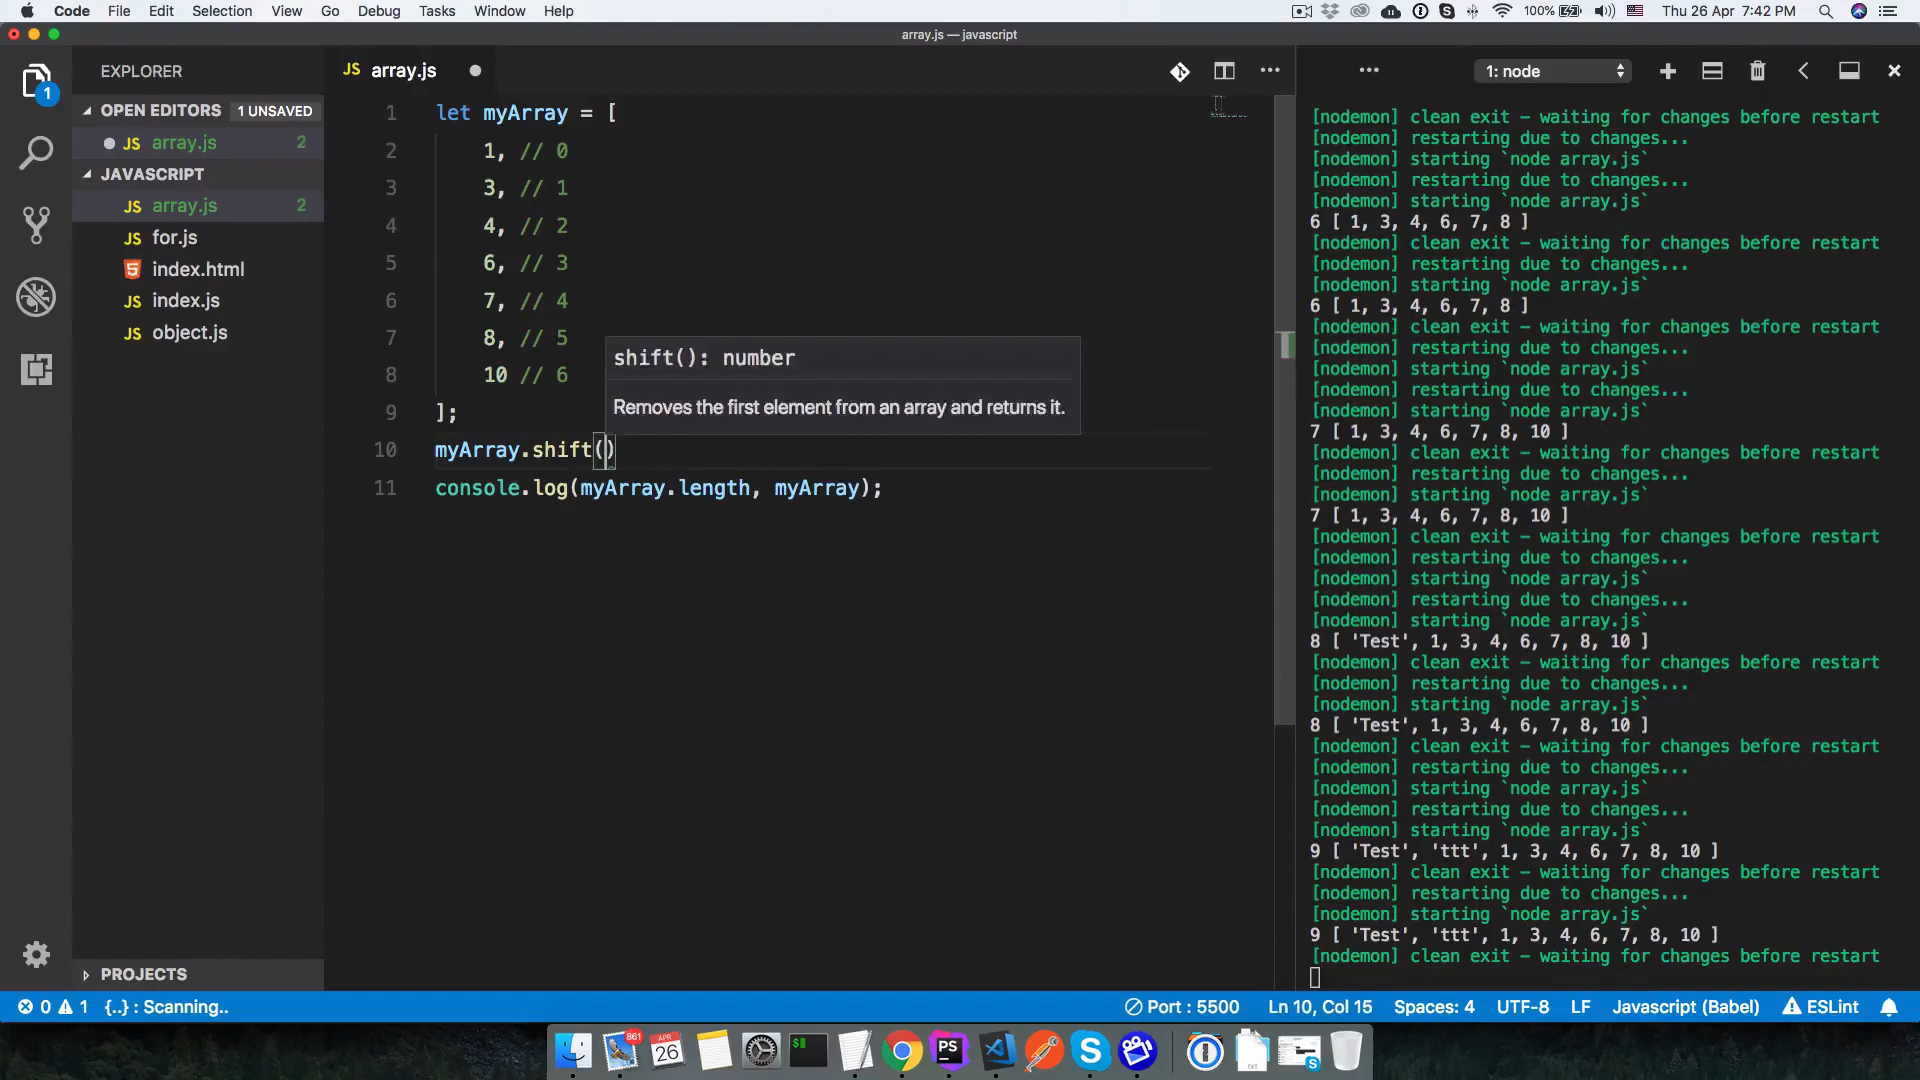 Code File Edit Selection View Go Debug Tasks Window Help
100% Thu 26 Apr 7:42 PM
array.js — javascript
EXPLORER
OPEN EDITORS 1 UNSAVED
JS array.js 2
JAVASCRIPT
JS array.js 2
JS for.js
index.html
JS index.js
JS object.js
PROJECTS
JS array.js
1 let myArray = [
2 1, // 0
3 3, // 1
4 4, // 2
5 6, // 3
6 7, // 4
7 8, // 5
8 10 // 6
9 ];
10 myArray.shift()
11 console.log(myArray.length, myArray);
shift(): number
Removes the first element from an array and returns it.
1: node
[nodemon] clean exit - waiting for changes before restart
[nodemon] restarting due to changes...
[nodemon] starting `node array.js`
[nodemon] restarting due to changes...
[nodemon] starting `node array.js`
6 [ 1, 3, 4, 6, 7, 8 ]
[nodemon] clean exit - waiting for changes before restart
[nodemon] restarting due to changes...
[nodemon] starting `node array.js`
6 [ 1, 3, 4, 6, 7, 8 ]
[nodemon] clean exit - waiting for changes before restart
[nodemon] restarting due to changes...
[nodemon] starting `node array.js`
[nodemon] restarting due to changes...
[nodemon] starting `node array.js`
7 [ 1, 3, 4, 6, 7, 8, 10 ]
[nodemon] clean exit - waiting for changes before restart
[nodemon] restarting due to changes...
[nodemon] starting `node array.js`
7 [ 1, 3, 4, 6, 7, 8, 10 ]
[nodemon] clean exit - waiting for changes before restart
[nodemon] restarting due to changes...
[nodemon] starting `node array.js`
[nodemon] restarting due to changes...
[nodemon] starting `node array.js`
8 [ 'Test', 1, 3, 4, 6, 7, 8, 10 ]
[nodemon] clean exit - waiting for changes before restart
[nodemon] restarting due to changes...
[nodemon] starting `node array.js`
8 [ 'Test', 1, 3, 4, 6, 7, 8, 10 ]
[nodemon] clean exit - waiting for changes before restart
[nodemon] restarting due to changes...
[nodemon] starting `node array.js`
[nodemon] restarting due to changes...
[nodemon] starting `node array.js`
9 [ 'Test', 'ttt', 1, 3, 4, 6, 7, 8, 10 ]
[nodemon] clean exit - waiting for changes before restart
[nodemon] restarting due to changes...
[nodemon] starting `node array.js`
9 [ 'Test', 'ttt', 1, 3, 4, 6, 7, 8, 10 ]
[nodemon] clean exit - waiting for changes before restart
0 1 {..} : Scanning.. Port : 5500 Ln 10, Col 15 Spaces: 4 UTF-8 LF Javascript (Babel) ESLint
861
26
PS